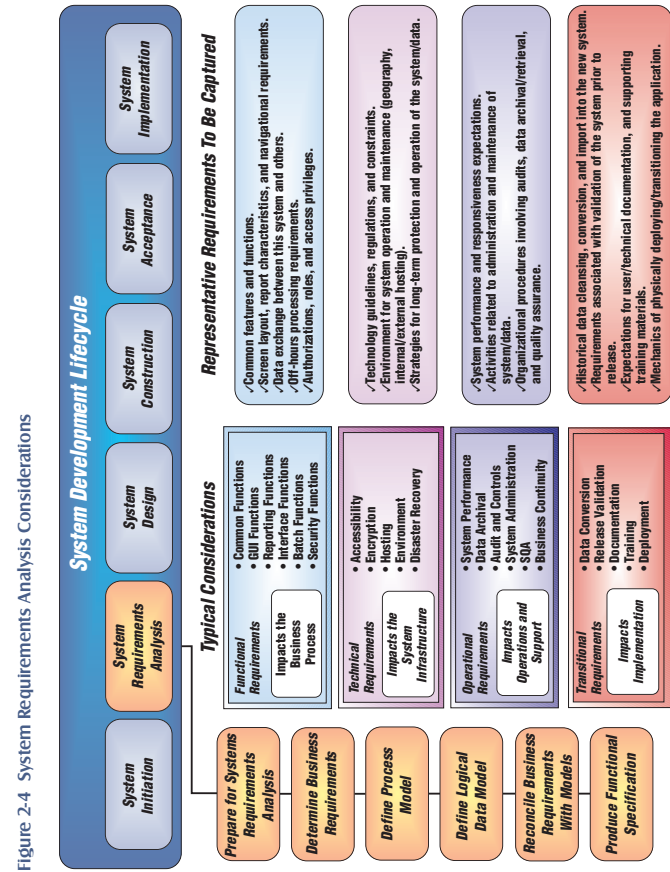 Figure 2-4 System Requirements Analysis Considerations
System Development Lifecycle
System
Initiation
System
Requirements
Analysis
System
Design
System
Construction
System
Acceptance
System
Implementation
Prepare for Systems
Requirements
Analysis
Determine Business
Requirements
Define Process
Model
Define Logical
Data Model
Reconcile Business
Requirements
With Models
Produce Functional
Specification
Typical Considerations
Representative Requirements To Be Captured
Functional
Requirements
Impacts the
Business
Process
• Common Functions
• GUI Functions
• Reporting Functions
• Interface Functions
• Batch Functions
• Security Functions
✓Common features and functions.
✓Screen layout, report characteristics, and navigational requirements.
✓Data exchange between this system and others.
✓Off-hours processing requirements.
✓Authorizations, roles, and access privileges.
Technical
Requirements
Impacts the
System
Infrastructure
• Accessibility
• Encryption
• Hosting
• Environment
• Disaster Recovery
✓Technology guidelines, regulations, and constraints.
✓Environment for system operation and maintenance (geography,
internal/external hosting).
✓Strategies for long-term protection and operation of the system/data.
Operational
Requirements
Impacts
Operations and
Support
• System Performance
• Data Archival
• Audit and Controls
• System Administration
• SQA
• Business Continuity
✓System performance and responsiveness expectations.
✓Activities related to administration and maintenance of
system/data.
✓Organizational procedures involving audits, data archival/retrieval,
and quality assurance.
Transitional
Requirements
Impacts
Implementation
• Data Conversion
• Release Validation
• Documentation
• Training
• Deployment
✓Historical data cleansing, conversion, and import into the new system.
✓Requirements associated with validation of the system prior to
release.
✓Expectations for user/technical documentation, and supporting
training materials.
✓Mechanics of physically deploying/transitioning the application.